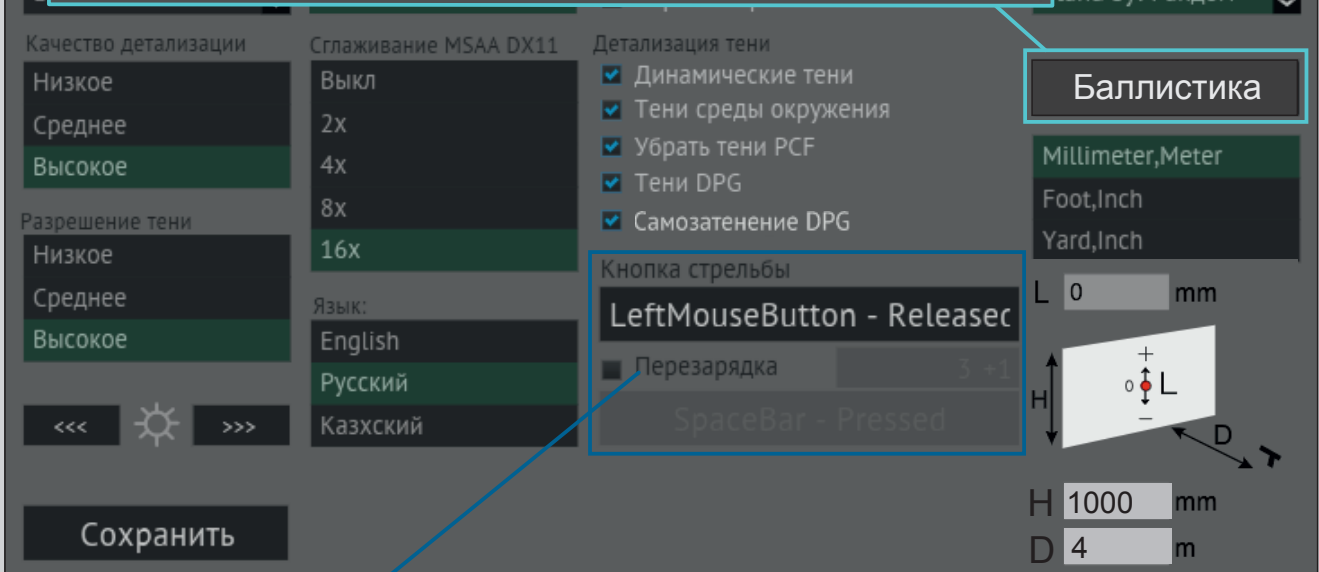 Качество детализации
Низкое
Среднее
Высокое
Разрешение тени
Низкое
Среднее
Высокое
<<< >>>
Сохранить
Сглаживание MSAA DX11
Выкл
2x
4x
8x
16x
Язык:
English
Русский
Казхский
Детализация тени
Динамические тени
Тени среды окружения
Убрать тени PCF
Тени DPG
Самозатенение DPG
Кнопка стрельбы
LeftMouseButton - Released
Перезарядка 3 +1
SpaceBar - Pressed
Баллистика
Millimeter,Meter
Foot,Inch
Yard,Inch
L 0 mm
+
0 L
−
H
D
H 1000 mm
D 4 m